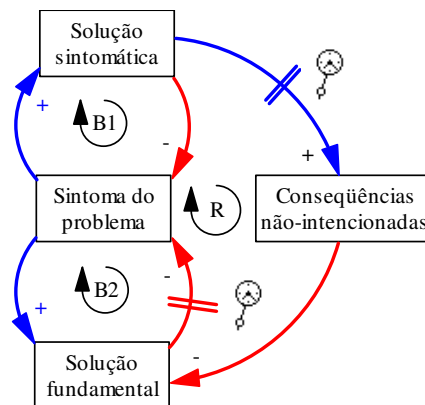 Solução
sintomática
+
B1
-
+
Sintoma do
problema
R
Conseqüências
não-intencionadas
-
B2
+
-
Solução
fundamental